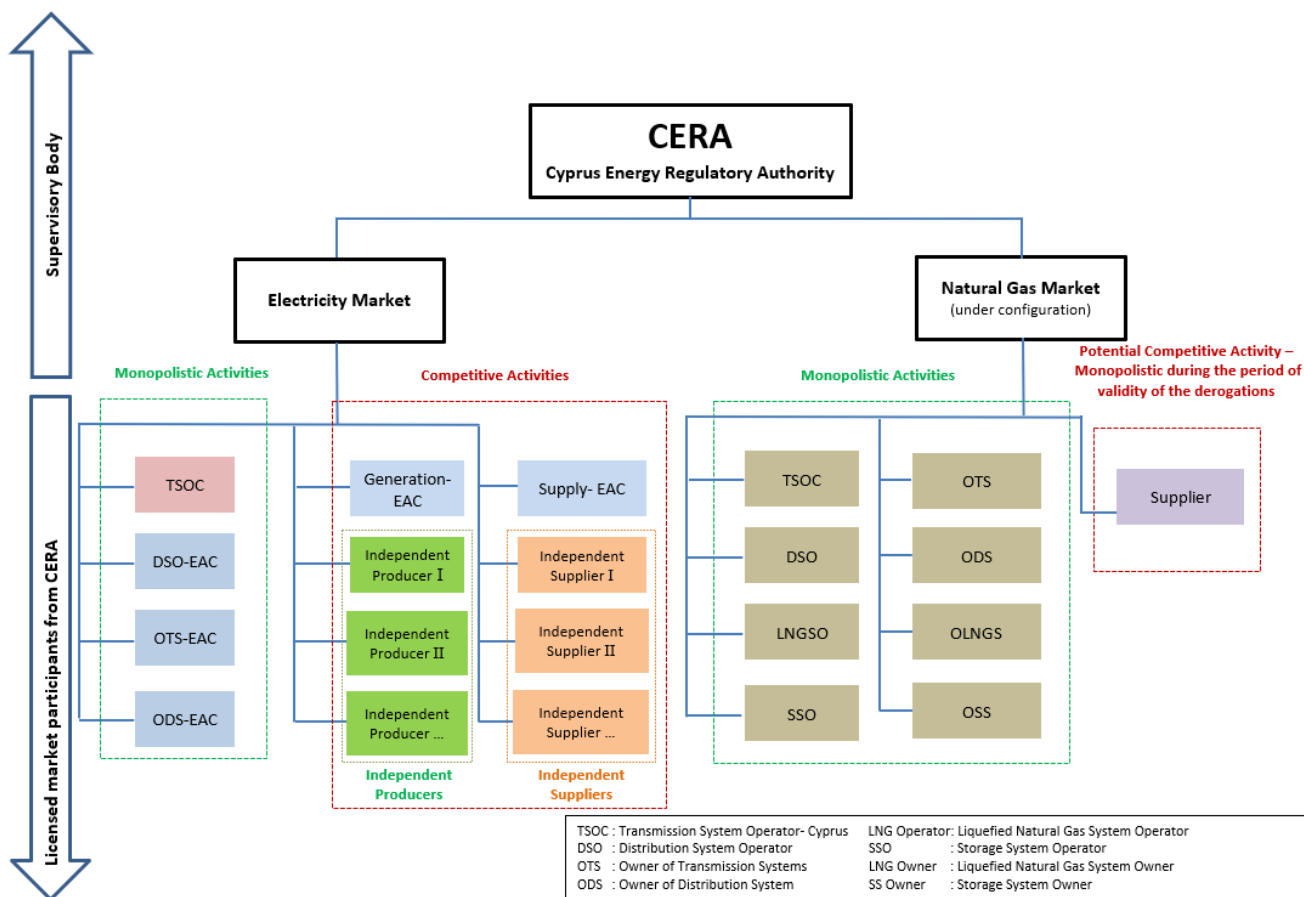 CERA
Cyprus Energy Regulatory Authority
Supervisory Body
Electricity Market
Natural Gas Market
(under configuration)
Monopolistic Activities
Competitive Activities
Monopolistic Activities
Potential Competitive Activity –
Monopolistic during the period of
validity of the derogations
Licensed market participants from CERA
TSOC
DSO-EAC
OTS-EAC
ODS-EAC
Generation-
EAC
Independent
Producer I
Independent
Producer II
Independent
Producer ...
Independent
Producers
Supply- EAC
Independent
Supplier I
Independent
Supplier II
Independent
Supplier ...
Independent
Suppliers
TSOC
DSO
LNGSO
SSO
OTS
ODS
OLNGS
OSS
Supplier
TSOC : Transmission System Operator- Cyprus
DSO : Distribution System Operator
OTS : Owner of Transmission Systems
ODS : Owner of Distribution System
LNG Operator: Liquefied Natural Gas System Operator
SSO : Storage System Operator
LNG Owner : Liquefied Natural Gas System Owner
SS Owner : Storage System Owner